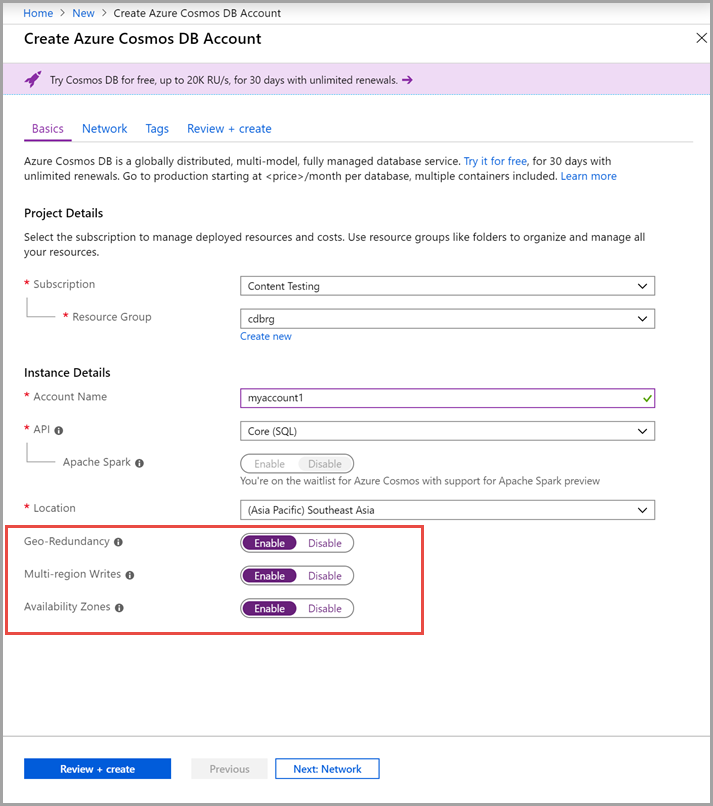 Home > New > Create Azure Cosmos DB Account
Create Azure Cosmos DB Account
Try Cosmos DB for free, up to 20K RU/s, for 30 days with unlimited renewals. →
Basics Network Tags Review + create
Azure Cosmos DB is a globally distributed, multi-model, fully managed database service. Try it for free, for 30 days with
unlimited renewals. Go to production starting at <price>/month per database, multiple containers included. Learn more
Project Details
Select the subscription to manage deployed resources and costs. Use resource groups like folders to organize and manage all
your resources.
* Subscription Content Testing
* Resource Group cdbrg
Create new
Instance Details
* Account Name myaccount1
* API Core (SQL)
Apache Spark Enable Disable
You're on the waitlist for Azure Cosmos with support for Apache Spark preview
* Location (Asia Pacific) Southeast Asia
Geo-Redundancy Enable Disable
Multi-region Writes Enable Disable
Availability Zones Enable Disable
Review + create Previous Next: Network